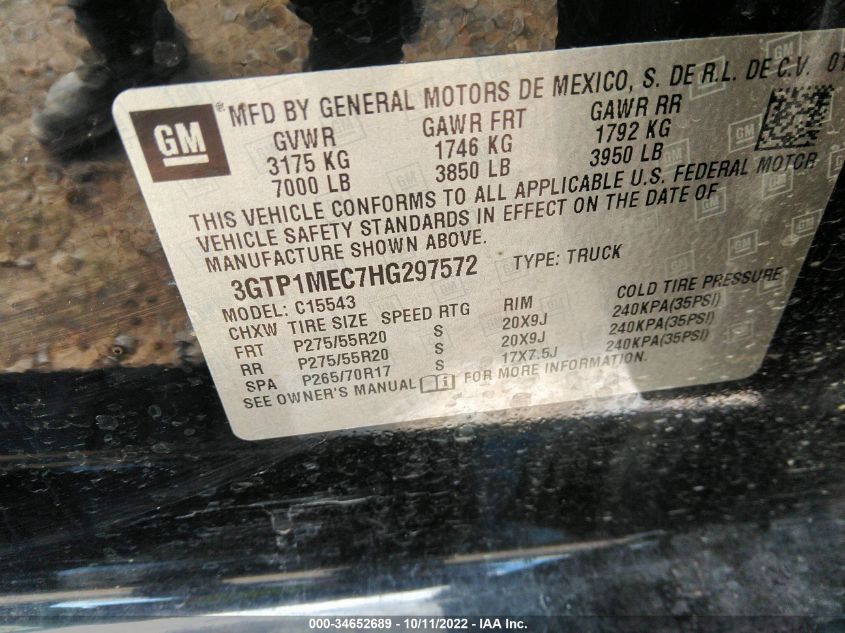 GM
® MFD BY GENERAL MOTORS DE MEXICO, S. DE R.L. DE C.V. 01
GVWR GAWR FRT GAWR RR
3175 KG 1746 KG 1792 KG
7000 LB 3850 LB 3950 LB
THIS VEHICLE CONFORMS TO ALL APPLICABLE U.S. FEDERAL MOTOR
VEHICLE SAFETY STANDARDS IN EFFECT ON THE DATE OF
MANUFACTURE SHOWN ABOVE.
3GTP1MEC7HG297572 TYPE: TRUCK
MODEL: C15543
CHXW TIRE SIZE SPEED RTG RIM COLD TIRE PRESSURE
FRT P275/55R20 S 20X9J 240KPA(35PSI)
RR P275/55R20 S 20X9J 240KPA(35PSI)
SPA P265/70R17 S 17X7.5J 240KPA(35PSI)
SEE OWNER'S MANUAL FOR MORE INFORMATION.
000-34652689 - 10/11/2022 - IAA Inc.